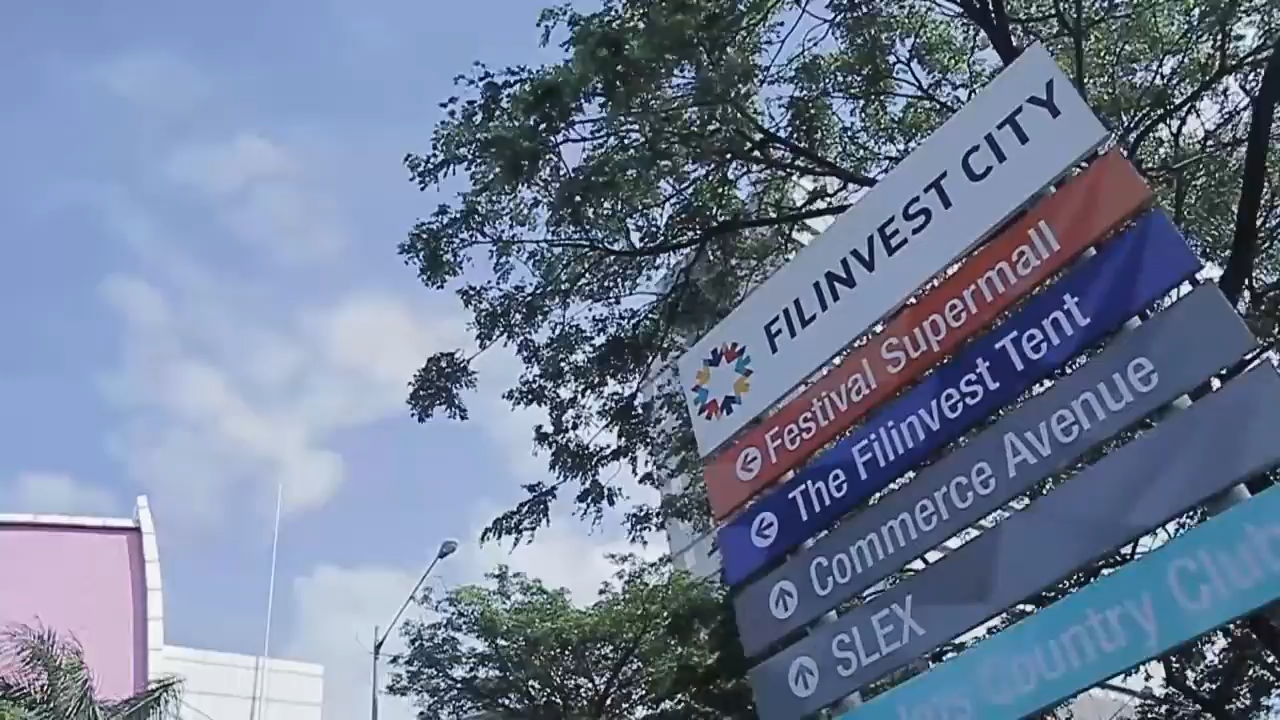 FILINVEST CITY
Festival Supermall
The Filinvest Tent
Commerce Avenue
SLEX
Country Club